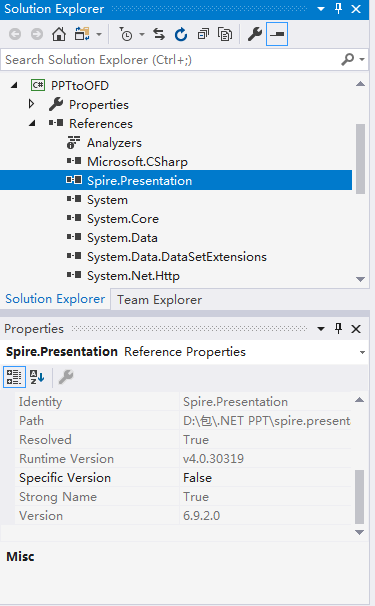 Solution Explorer
Search Solution Explorer (Ctrl+;)
C# PPTtoOFD
Properties
References
Analyzers
Microsoft.CSharp
Spire.Presentation
System
System.Core
System.Data
System.Data.DataSetExtensions
System.Net.Http
Solution Explorer Team Explorer
Properties
Spire.Presentation Reference Properties
Identity Spire.Presentation
Path D:\包\.NET PPT\spire.present
Resolved True
Runtime Version v4.0.30319
Specific Version False
Strong Name True
Version 6.9.2.0
Misc